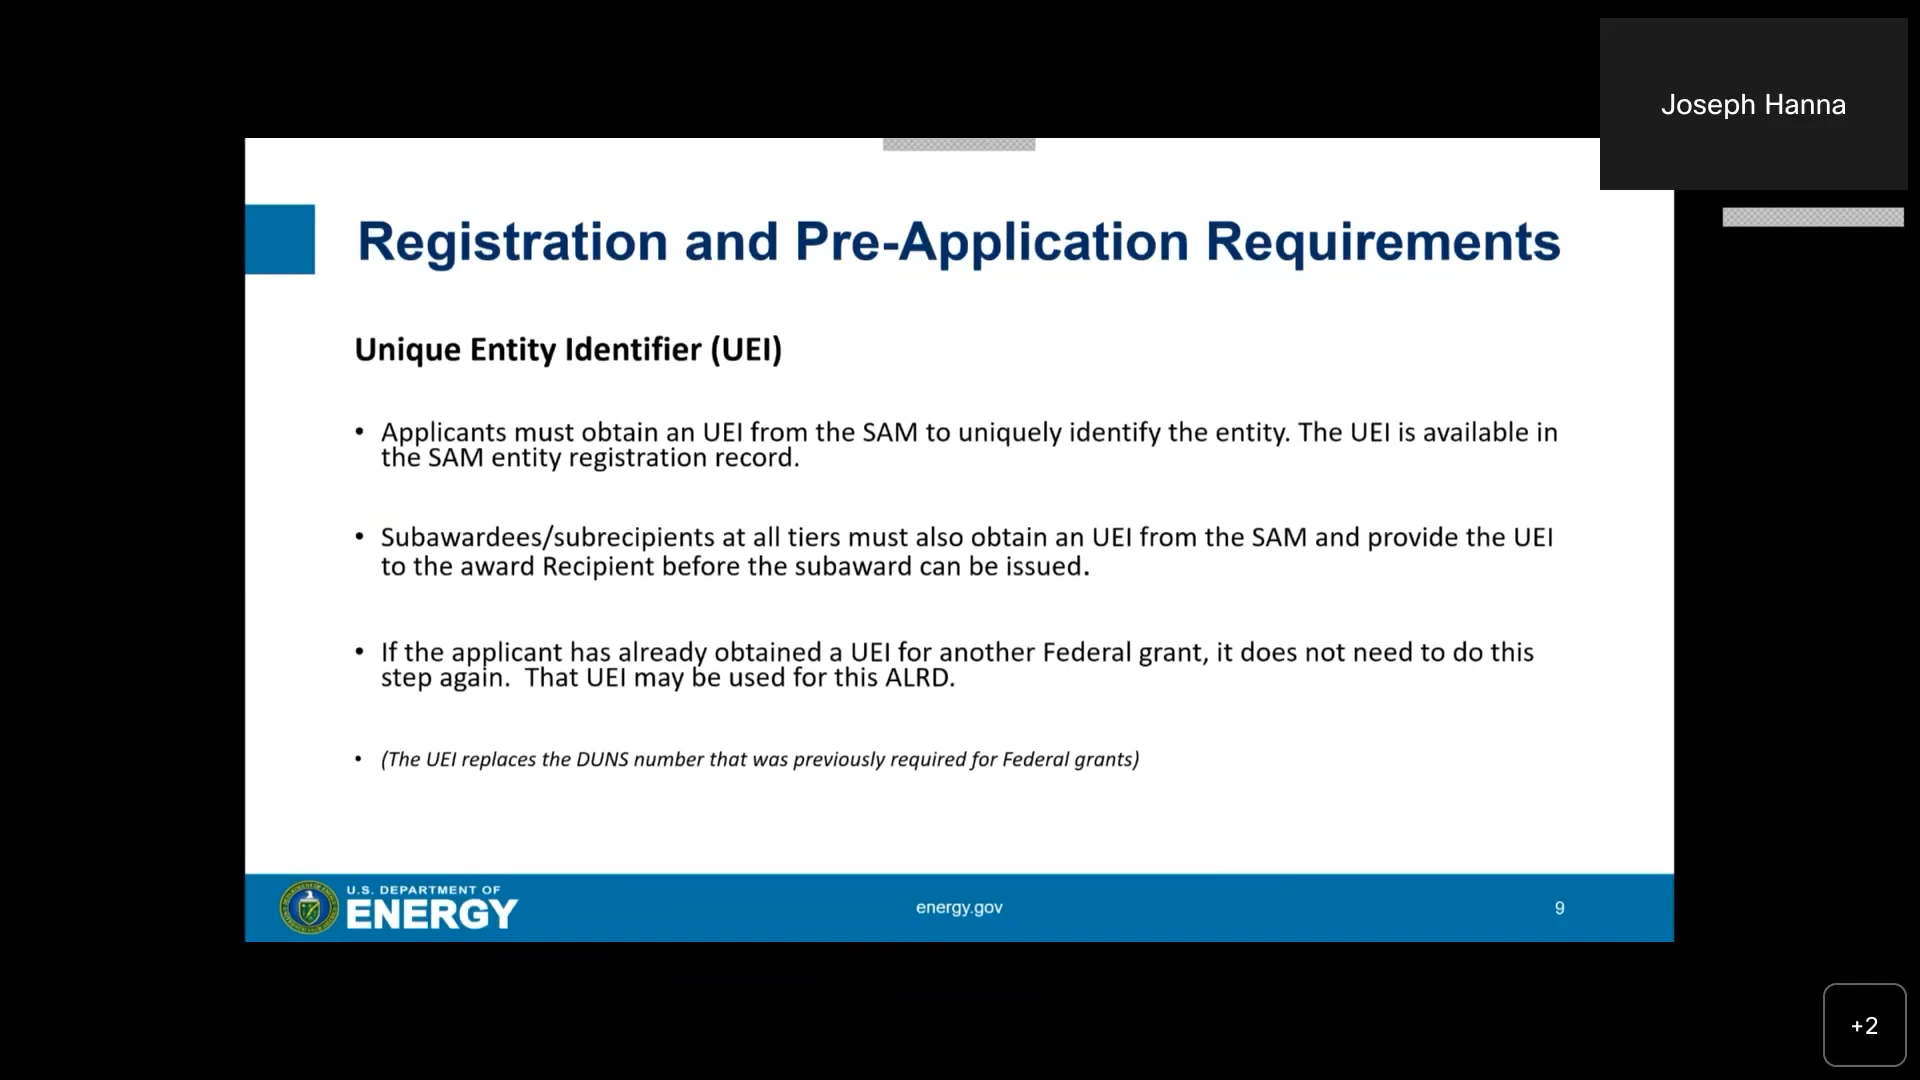 Joseph Hanna
Registration and Pre-Application Requirements
Unique Entity Identifier (UEI)
• Applicants must obtain an UEI from the SAM to uniquely identify the entity. The UEI is available in
the SAM entity registration record.
• Subawardees/subrecipients at all tiers must also obtain an UEI from the SAM and provide the UEI
to the award Recipient before the subaward can be issued.
• If the applicant has already obtained a UEI for another Federal grant, it does not need to do this
step again.  That UEI may be used for this ALRD.
• (The UEI replaces the DUNS number that was previously required for Federal grants)
U.S. DEPARTMENT OF
ENERGY
energy.gov
9
+2